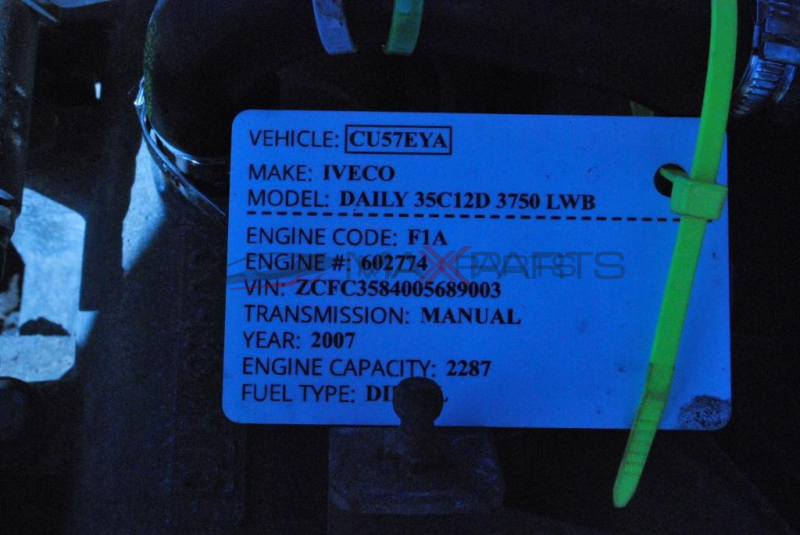 VEHICLE: CU57EYA
MAKE: IVECO
MODEL: DAILY 35C12D 3750 LWB
ENGINE CODE: F1A
ENGINE #: 602774
MAXPARTS
VIN: ZCFC3584005689003
TRANSMISSION: MANUAL
YEAR: 2007
ENGINE CAPACITY: 2287
FUEL TYPE: